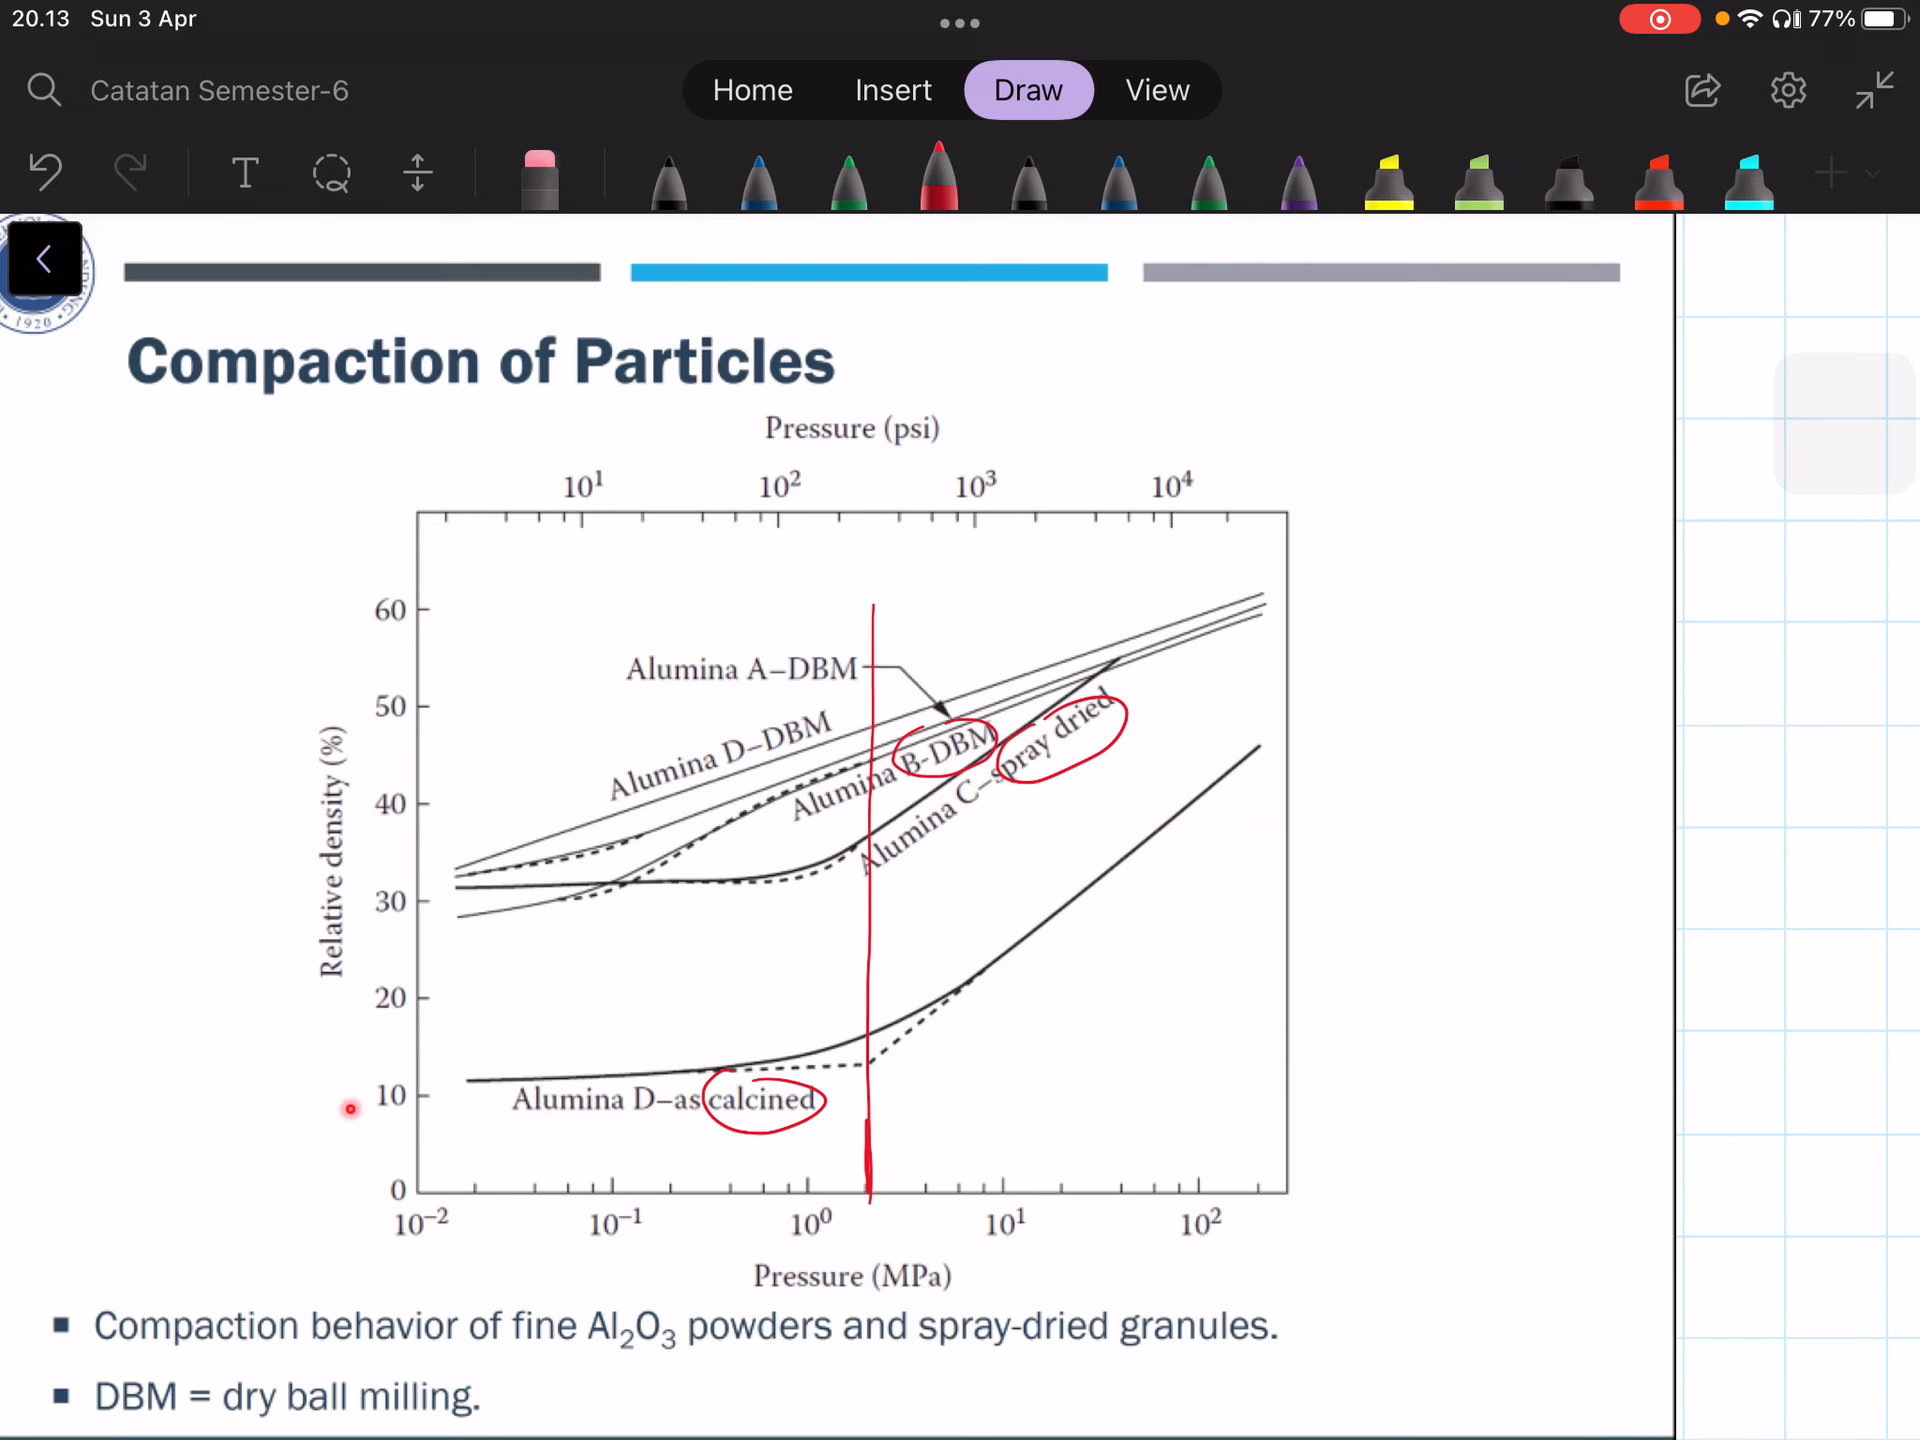 20.13 Sun 3 Apr
77%
Catatan Semester-6
Home Insert Draw View
T
1920
Compaction of Particles
Pressure (psi)
10¹ 10² 10³ 10⁴
60
50
40
30
20
10
0
Relative density (%)
Alumina A–DBM
Alumina D–DBM
Alumina B-DBM
Alumina C–spray dried
Alumina D–as calcined
10⁻² 10⁻¹ 10⁰ 10¹ 10²
Pressure (MPa)
▪ Compaction behavior of fine Al₂O₃ powders and spray-dried granules.
▪ DBM = dry ball milling.